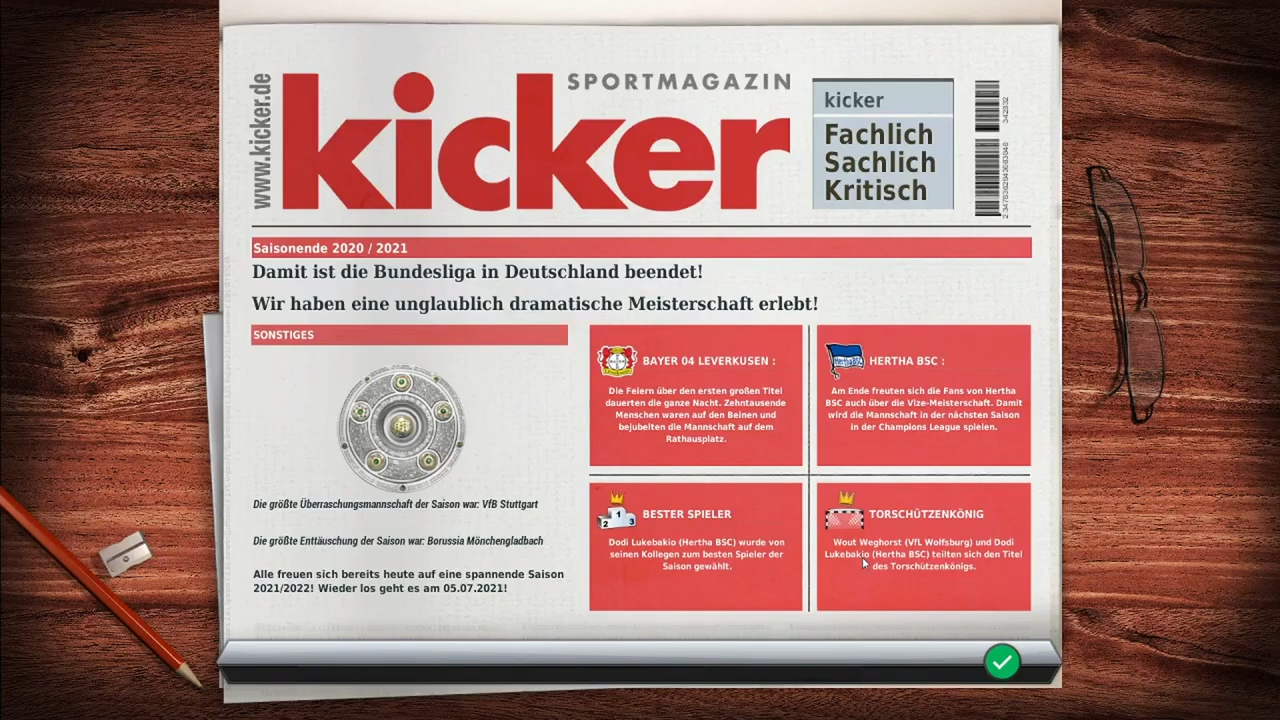 www.kicker.de
kicker
SPORTMAGAZIN
kicker
Fachlich
Sachlich
Kritisch
Saisonende 2020 / 2021
Damit ist die Bundesliga in Deutschland beendet!
Wir haben eine unglaublich dramatische Meisterschaft erlebt!
SONSTIGES
Die größte Überraschungsmannschaft der Saison war: VfB Stuttgart
Die größte Enttäuschung der Saison war: Borussia Mönchengladbach
Alle freuen sich bereits heute auf eine spannende Saison
2021/2022! Wieder los geht es am 05.07.2021!
BAYER 04 LEVERKUSEN :
Die Feiern über den ersten großen Titel
dauerten die ganze Nacht. Zehntausende
Menschen waren auf den Beinen und
bejubelten die Mannschaft auf dem
Rathausplatz.
HERTHA BSC :
Am Ende freuten sich die Fans von Hertha
BSC auch über die Vize-Meisterschaft. Damit
wird die Mannschaft in der nächsten Saison
in der Champions League spielen.
1
2
3
BESTER SPIELER
Dodi Lukebakio (Hertha BSC) wurde von
seinen Kollegen zum besten Spieler der
Saison gewählt.
TORSCHÜTZENKÖNIG
Wout Weghorst (VfL Wolfsburg) und Dodi
Lukebakio (Hertha BSC) teilten sich den Titel
des Torschützenkönigs.